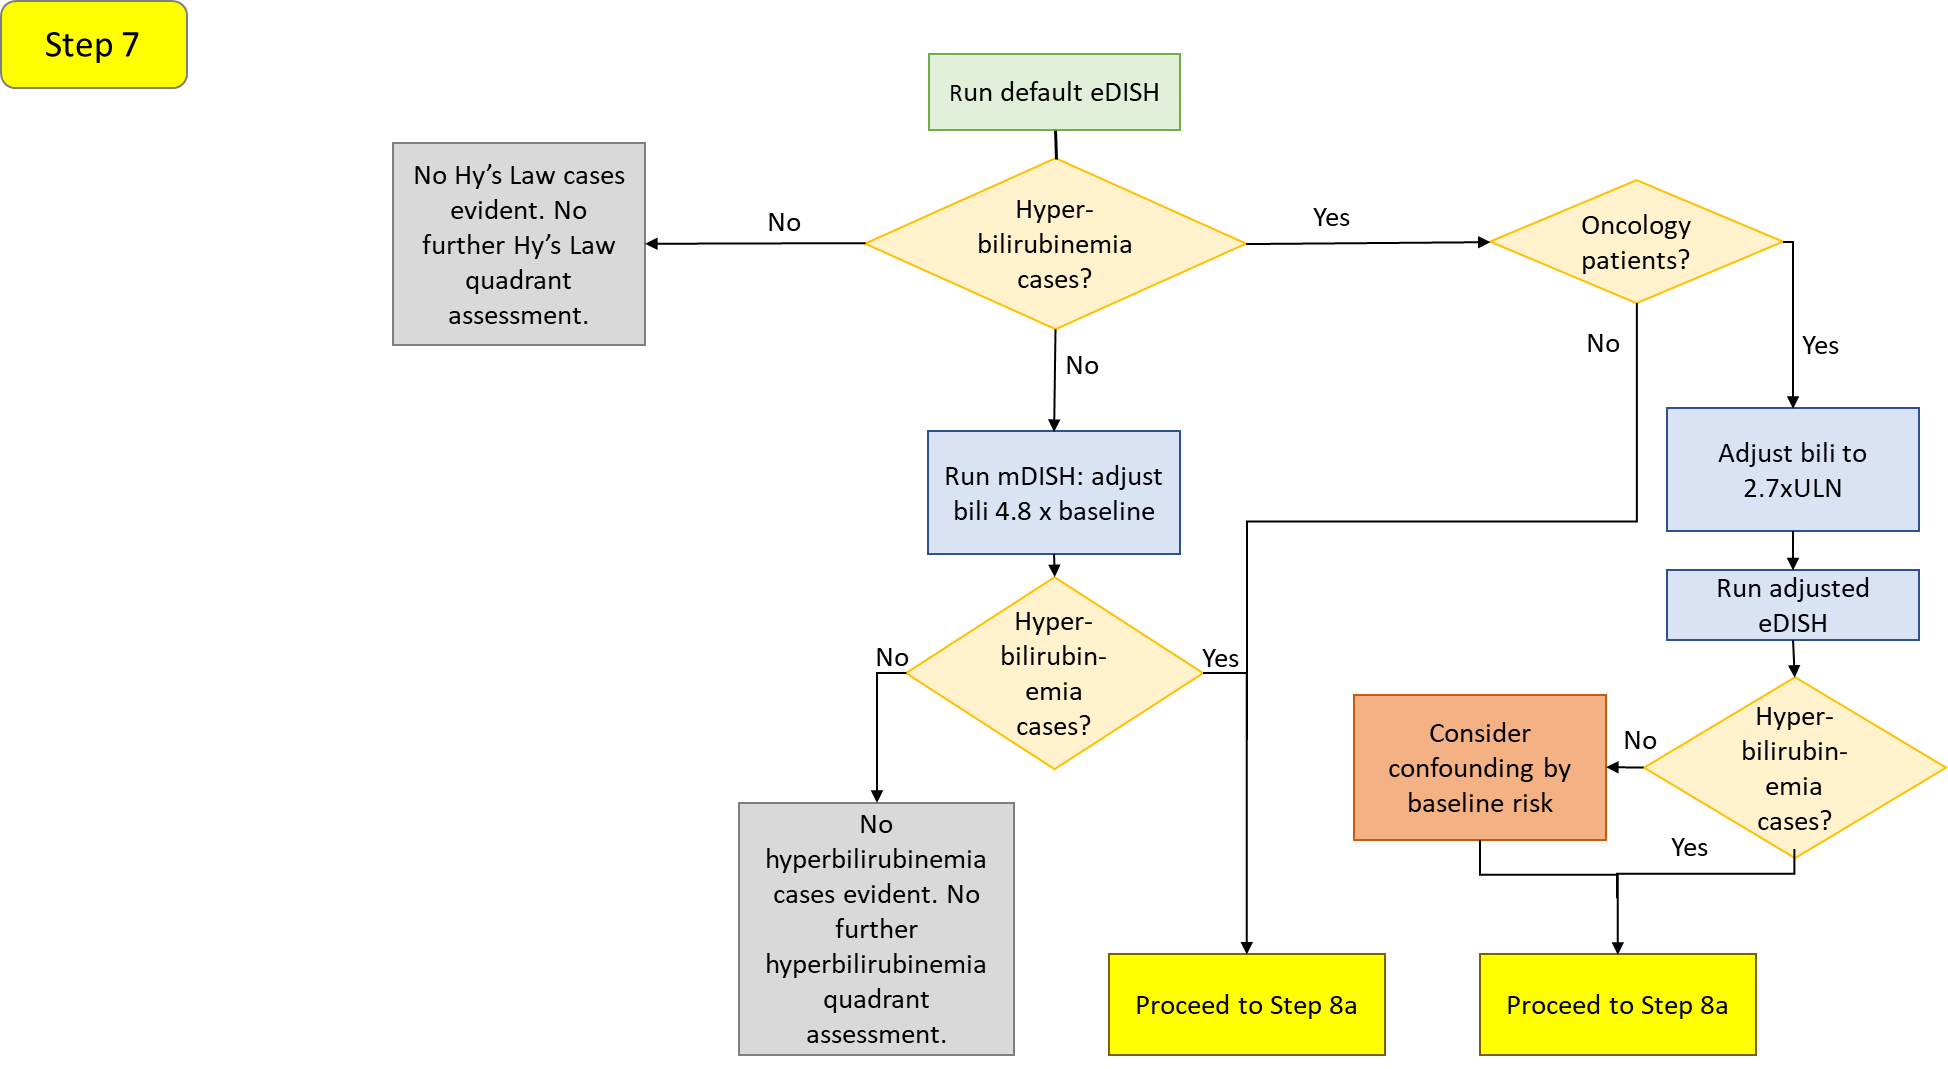 Step 7
Run default eDISH
No Hy’s Law cases
evident. No
further Hy’s Law
quadrant
assessment.
No
Hyper-
bilirubinemia
cases?
Yes
Oncology
patients?
No
No
Yes
Run mDISH: adjust
bili 4.8 x baseline
Adjust bili to
2.7xULN
Run adjusted
eDISH
No
Hyper-
bilirubin-
emia
cases?
Yes
Consider
confounding by
baseline risk
No
Hyper-
bilirubin-
emia
cases?
Yes
No
hyperbilirubinemia
cases evident. No
further
hyperbilirubinemia
quadrant
assessment.
Proceed to Step 8a
Proceed to Step 8a